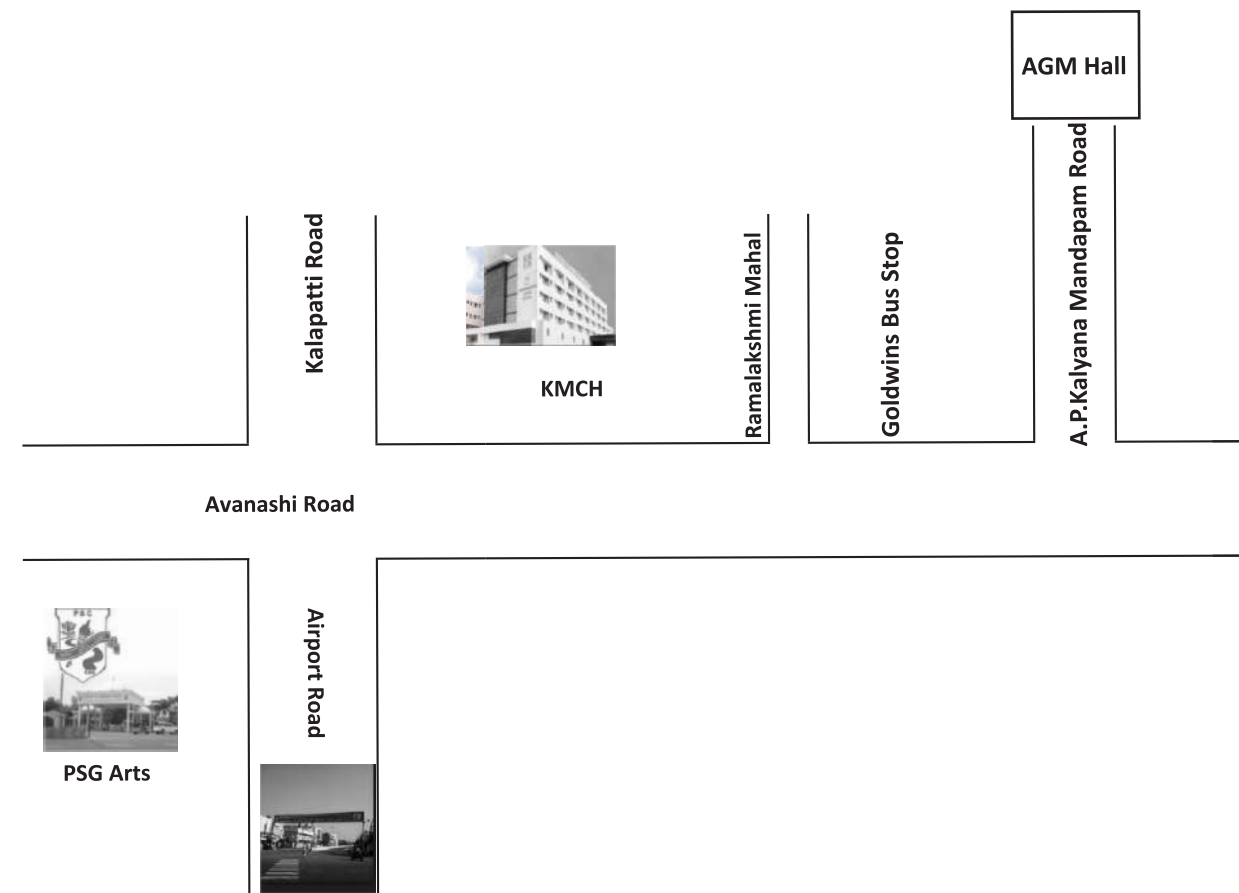 AGM Hall
A.P.Kalyana Mandapam Road
Kalapatti Road
Ramalakshmi Mahal
Goldwins Bus Stop
KMCH
Avanashi Road
PSG
Airport Road
PSG Arts